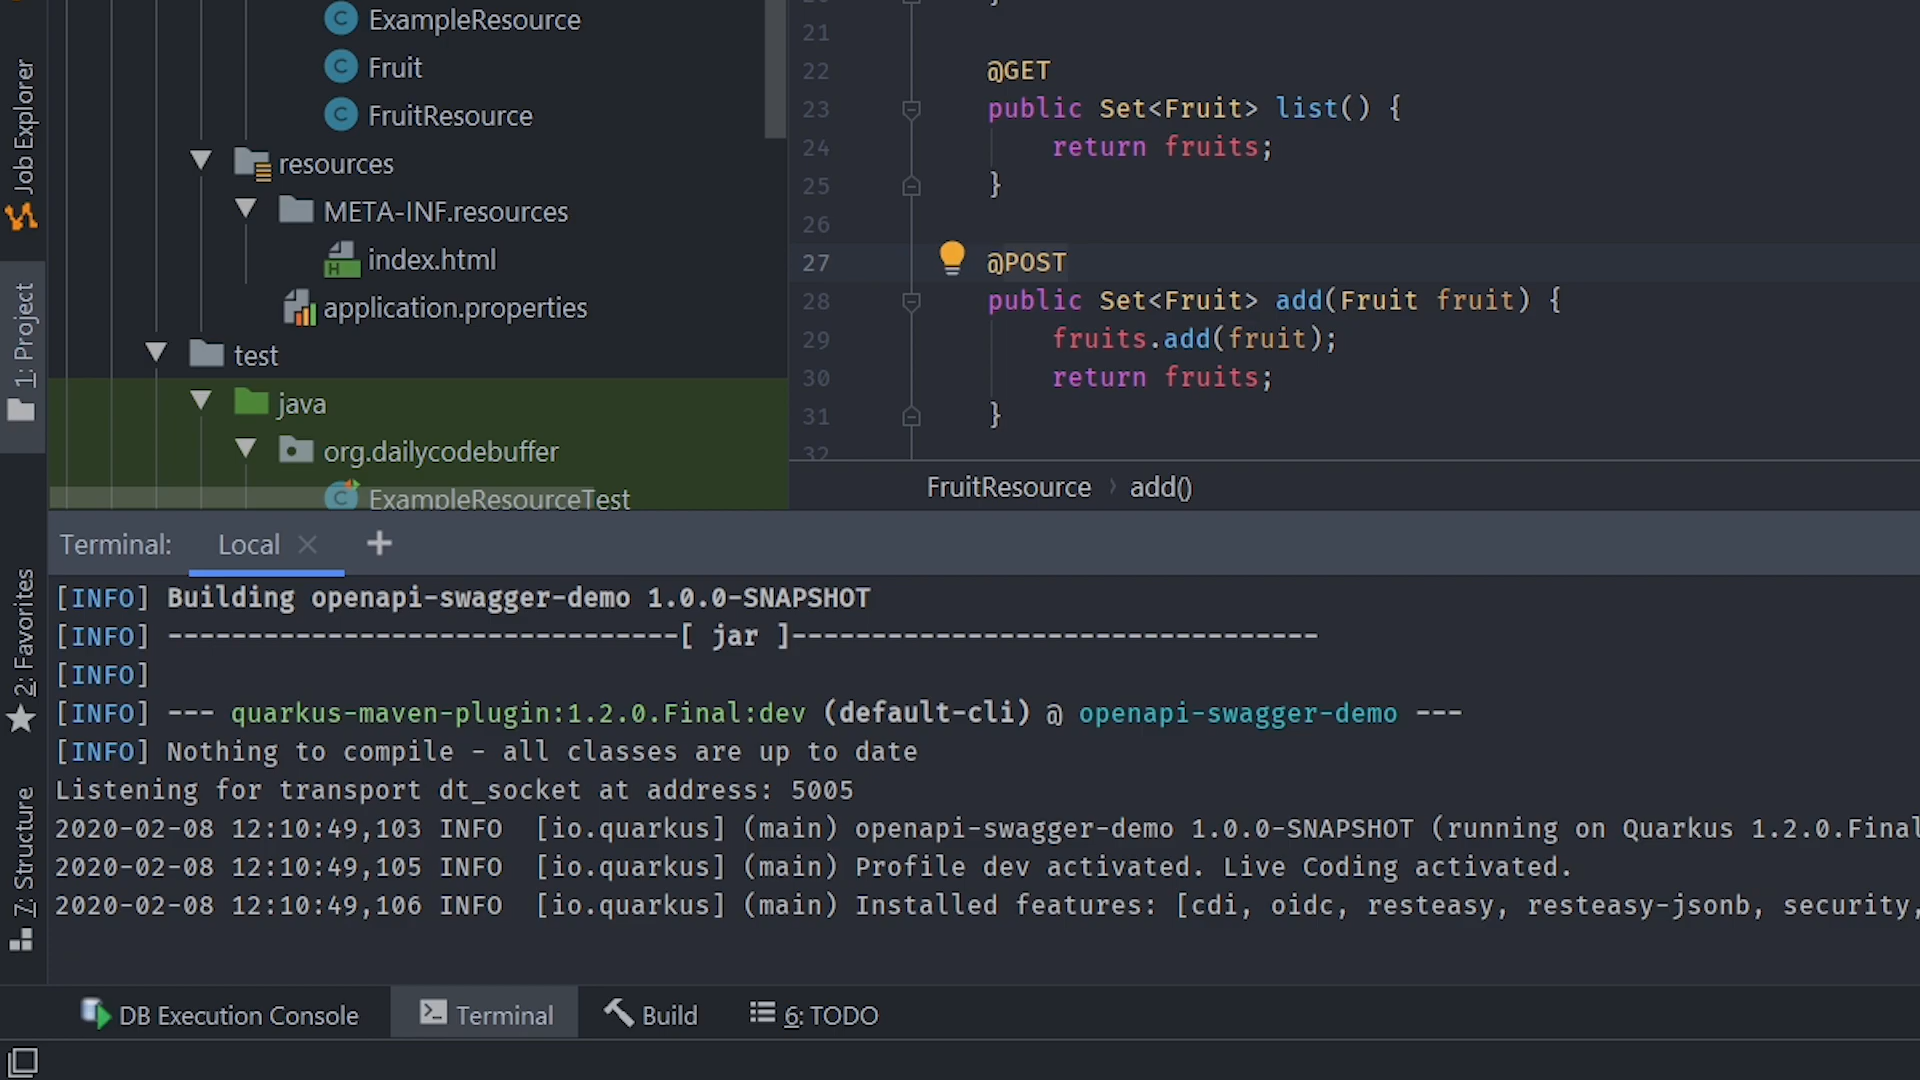 ExampleResource
Fruit
FruitResource
resources
META-INF.resources
index.html
application.properties
test
java
org.dailycodebuffer
ExampleResourceTest
Job Explorer
1: Project
2: Favorites
7: Structure
21
22 @GET
23 public Set<Fruit> list() {
24 return fruits;
25 }
26
27 @POST
28 public Set<Fruit> add(Fruit fruit) {
29 fruits.add(fruit);
30 return fruits;
31 }
32
FruitResource › add()
Terminal: Local × +
[INFO] Building openapi-swagger-demo 1.0.0-SNAPSHOT
[INFO] --------------------------------[ jar ]---------------------------------
[INFO]
[INFO] --- quarkus-maven-plugin:1.2.0.Final:dev (default-cli) @ openapi-swagger-demo ---
[INFO] Nothing to compile - all classes are up to date
Listening for transport dt_socket at address: 5005
2020-02-08 12:10:49,103 INFO  [io.quarkus] (main) openapi-swagger-demo 1.0.0-SNAPSHOT (running on Quarkus 1.2.0.Final
2020-02-08 12:10:49,105 INFO  [io.quarkus] (main) Profile dev activated. Live Coding activated.
2020-02-08 12:10:49,106 INFO  [io.quarkus] (main) Installed features: [cdi, oidc, resteasy, resteasy-jsonb, security,
DB Execution Console Terminal Build 6: TODO